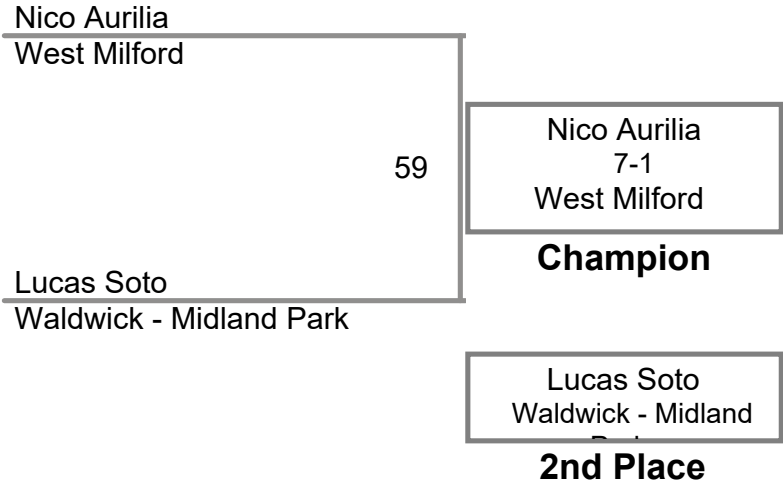 Nico Aurilia
West Milford
59
Nico Aurilia
7-1
West Milford
Champion
Lucas Soto
Waldwick - Midland Park
Lucas Soto
Waldwick - Midland
2nd Place